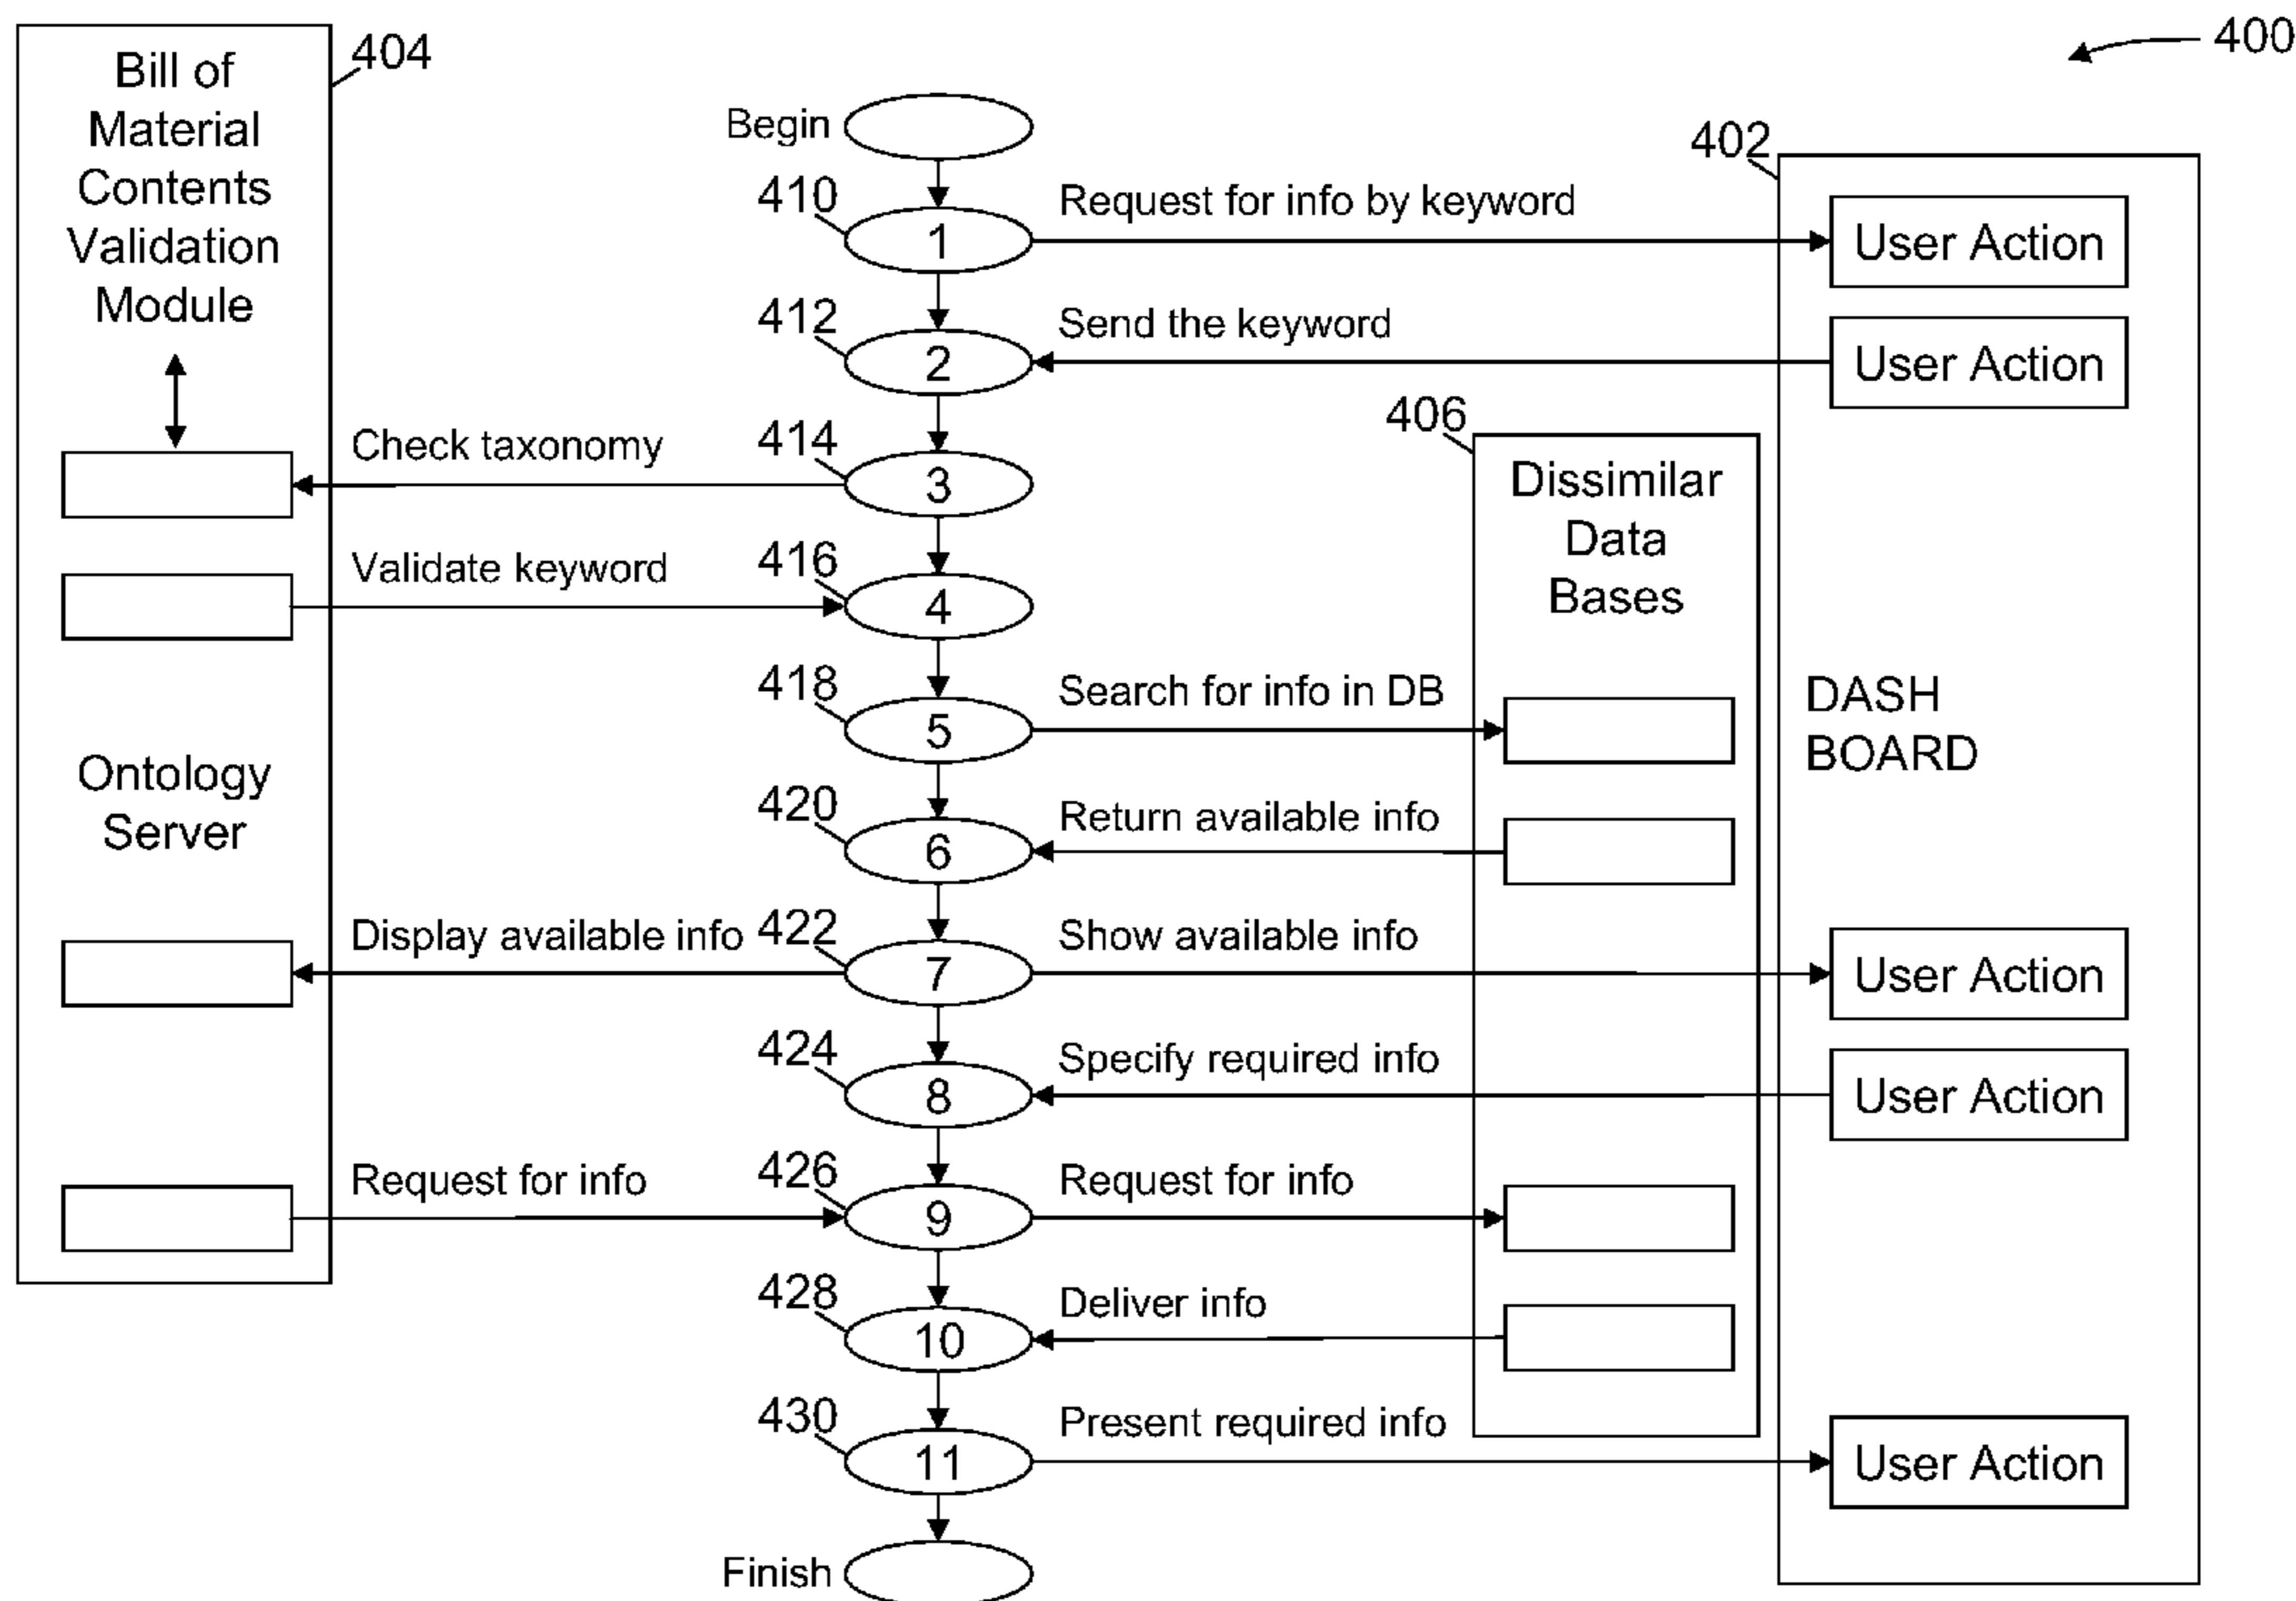 400
404
Bill of
Material
Contents
Validation
Module
Ontology
Server
Begin
402
410
1
Request for info by keyword
User Action
412
2
Send the keyword
User Action
Check taxonomy
414
3
406
Dissimilar
Data
Bases
Validate keyword
416
4
418
5
Search for info in DB
DASH
BOARD
420
6
Return available info
Display available info
422
7
Show available info
User Action
424
8
Specify required info
User Action
Request for info
426
9
Request for info
428
10
Deliver info
430
11
Present required info
User Action
Finish